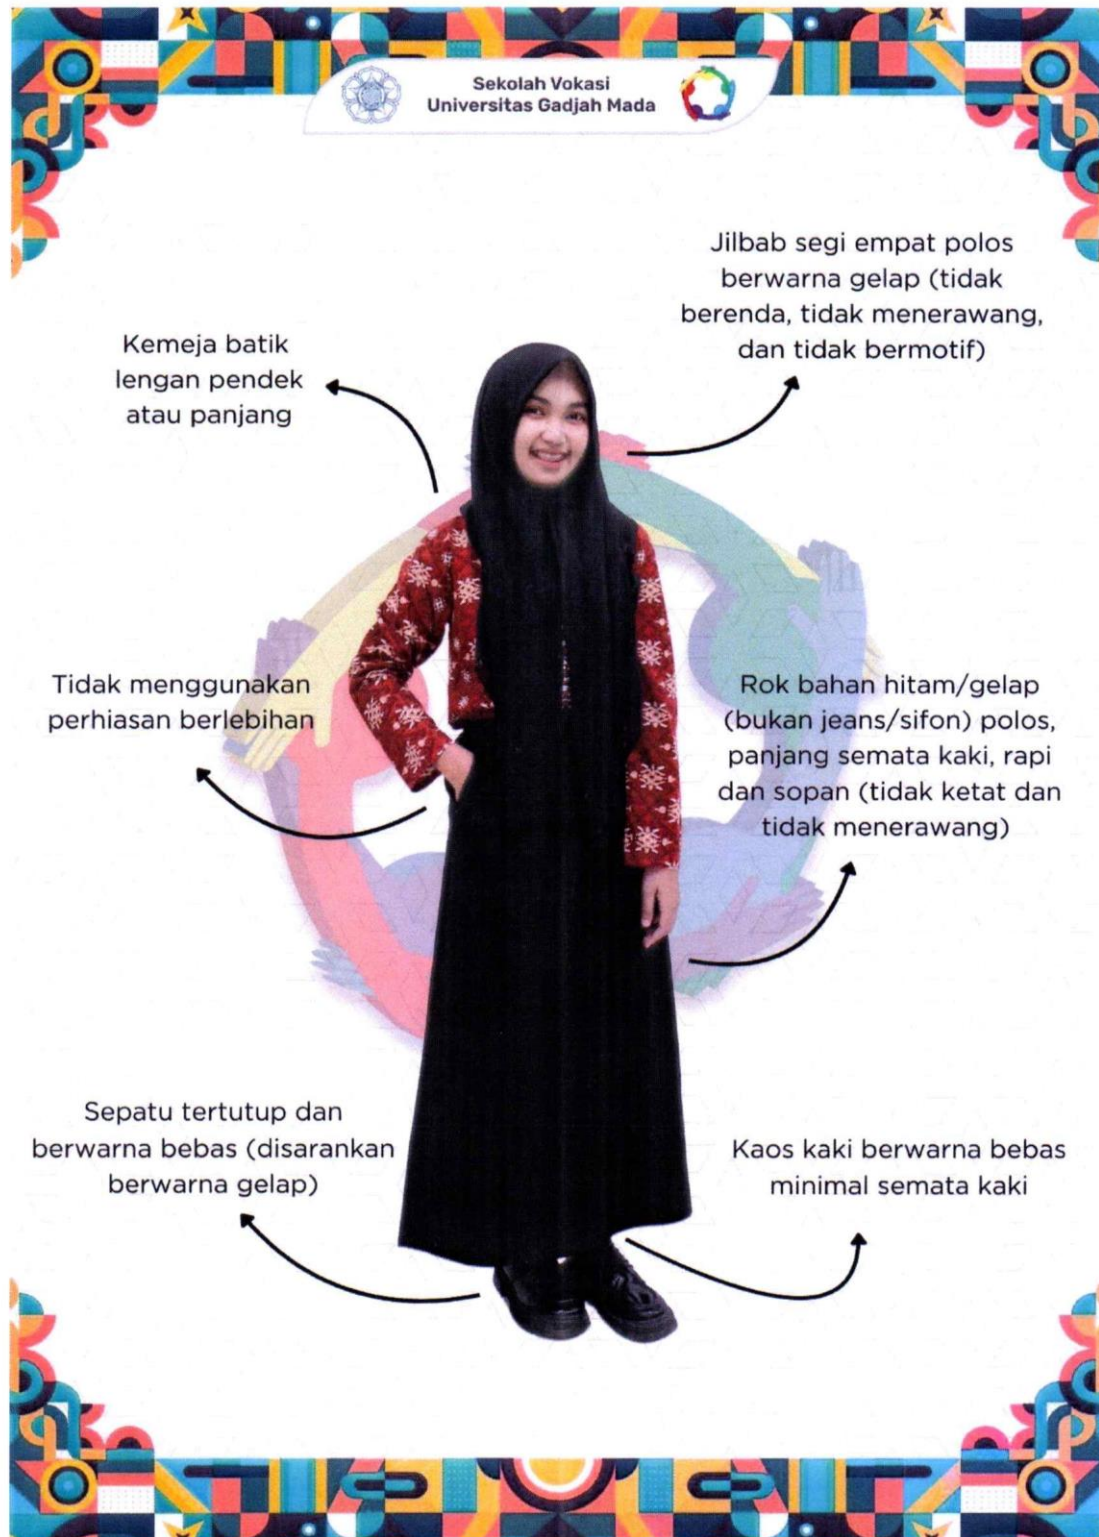 Sekolah Vokasi
Universitas Gadjah Mada
Jilbab segi empat polos
berwarna gelap (tidak
berenda, tidak menerawang,
dan tidak bermotif)
Kemeja batik
lengan pendek
atau panjang
Tidak menggunakan
perhiasan berlebihan
Rok bahan hitam/gelap
(bukan jeans/sifon) polos,
panjang semata kaki, rapi
dan sopan (tidak ketat dan
tidak menerawang)
Sepatu tertutup dan
berwarna bebas (disarankan
berwarna gelap)
Kaos kaki berwarna bebas
minimal semata kaki